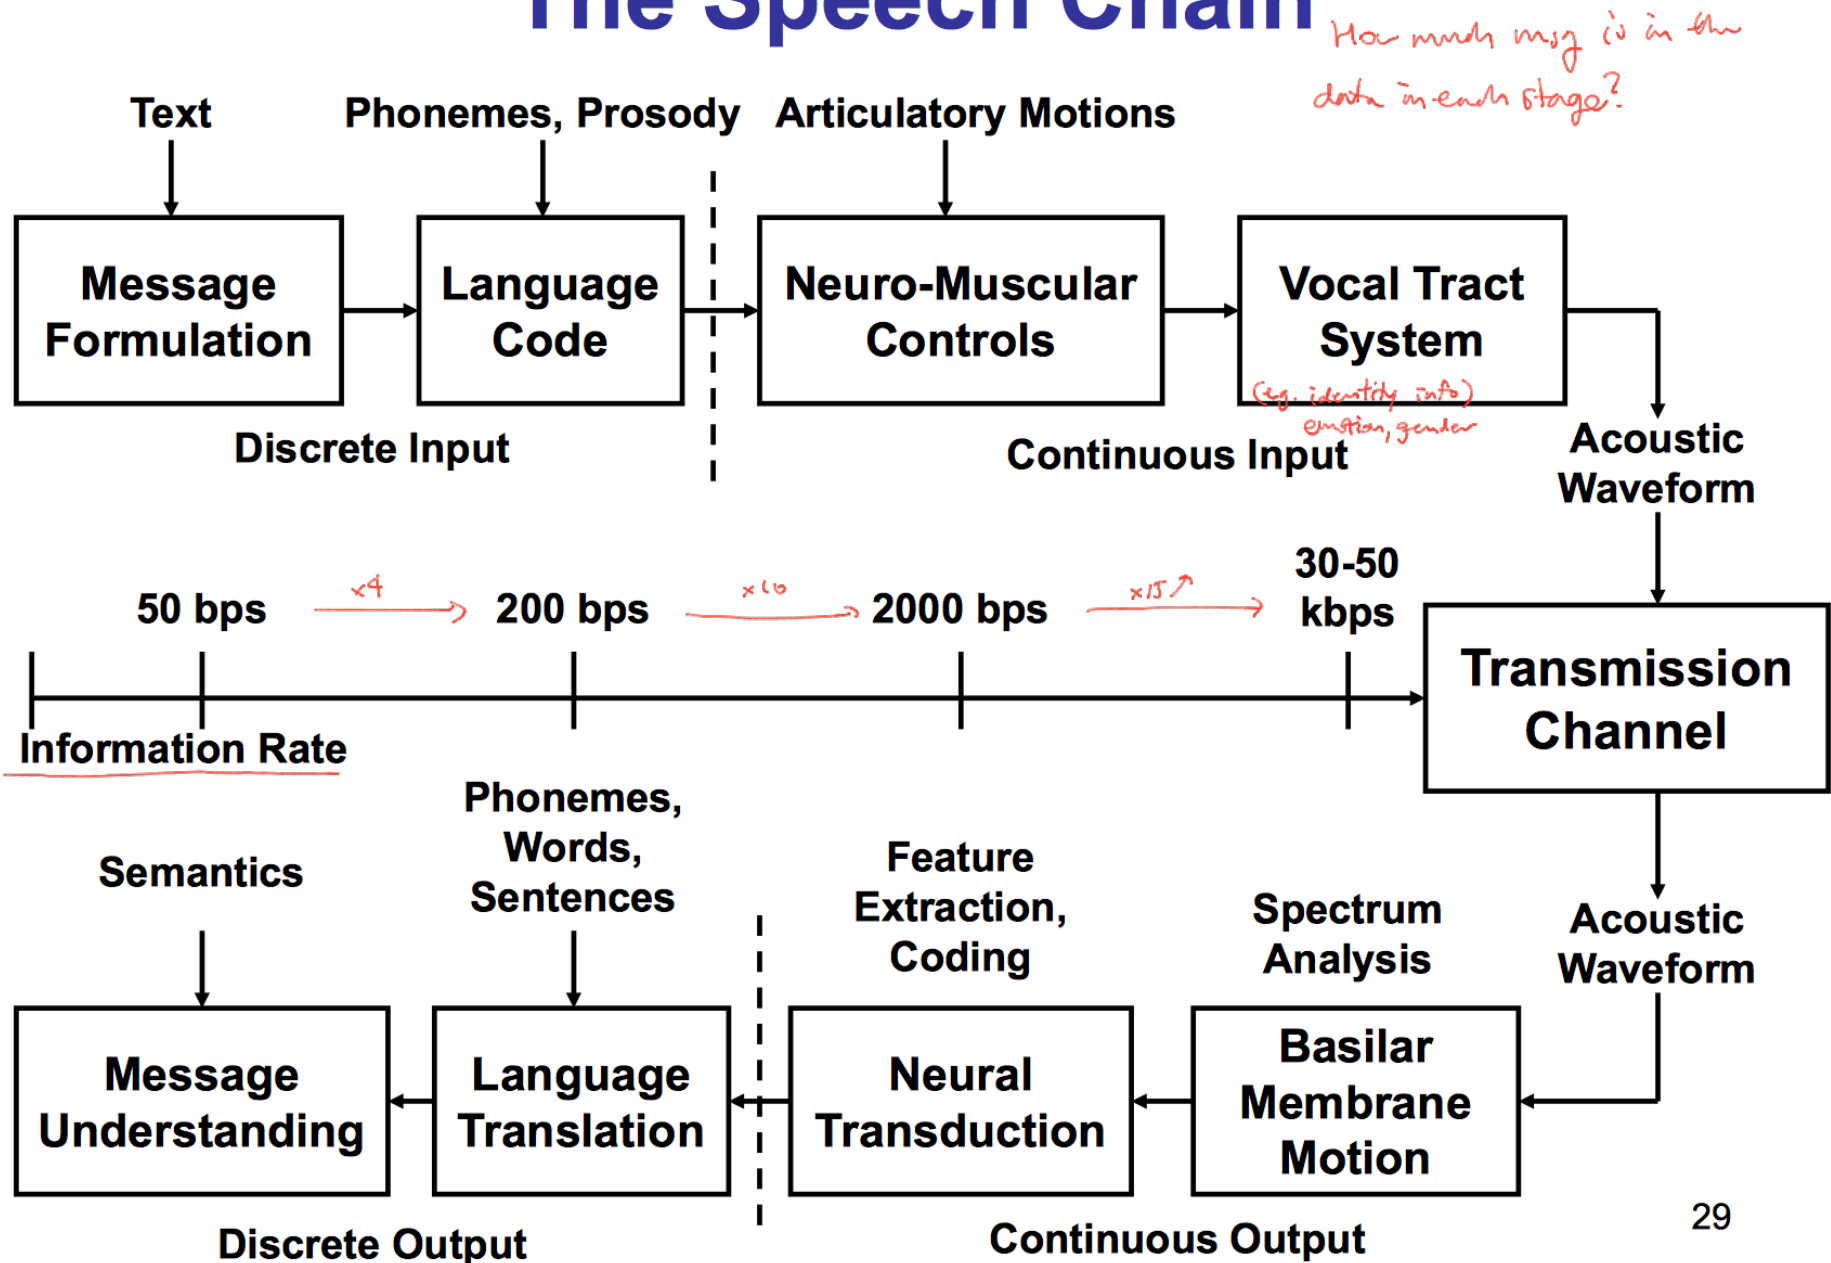 The Speech Chain
How much msg is in the
data in each stage?
Text
Phonemes, Prosody
Articulatory Motions
Message
Formulation
Language
Code
Neuro-Muscular
Controls
Vocal Tract
System
(eg. identity info)
emotion, gender
Discrete Input
Continuous Input
Acoustic
Waveform
50 bps
x4
200 bps
x10
2000 bps
x15↗
30-50
kbps
Information Rate
Transmission
Channel
Semantics
Phonemes,
Words,
Sentences
Feature
Extraction,
Coding
Spectrum
Analysis
Acoustic
Waveform
Message
Understanding
Language
Translation
Neural
Transduction
Basilar
Membrane
Motion
Discrete Output
Continuous Output
29